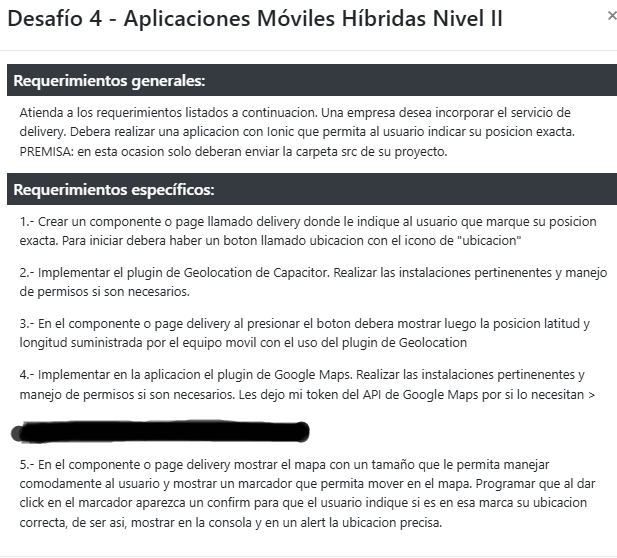 Desafío 4 - Aplicaciones Móviles Híbridas Nivel II
×
Requerimientos generales:
Atienda a los requerimientos listados a continuacion. Una empresa desea incorporar el servicio de
delivery. Debera realizar una aplicacion con Ionic que permita al usuario indicar su posicion exacta.
PREMISA: en esta ocasion solo deberan enviar la carpeta src de su proyecto.
Requerimientos específicos:
1.- Crear un componente o page llamado delivery donde le indique al usuario que marque su posicion
exacta. Para iniciar debera haber un boton llamado ubicacion con el icono de "ubicacion"
2.- Implementar el plugin de Geolocation de Capacitor. Realizar las instalaciones pertinenentes y manejo
de permisos si son necesarios.
3.- En el componente o page delivery al presionar el boton debera mostrar luego la posicion latitud y
longitud suministrada por el equipo movil con el uso del plugin de Geolocation
4.- Implementar en la aplicacion el plugin de Google Maps. Realizar las instalaciones pertinenentes y
manejo de permisos si son necesarios. Les dejo mi token del API de Google Maps por si lo necesitan >
5.- En el componente o page delivery mostrar el mapa con un tamaño que le permita manejar
comodamente al usuario y mostrar un marcador que permita mover en el mapa. Programar que al dar
click en el marcador aparezca un confirm para que el usuario indique si es en esa marca su ubicacion
correcta, de ser asi, mostrar en la consola y en un alert la ubicacion precisa.